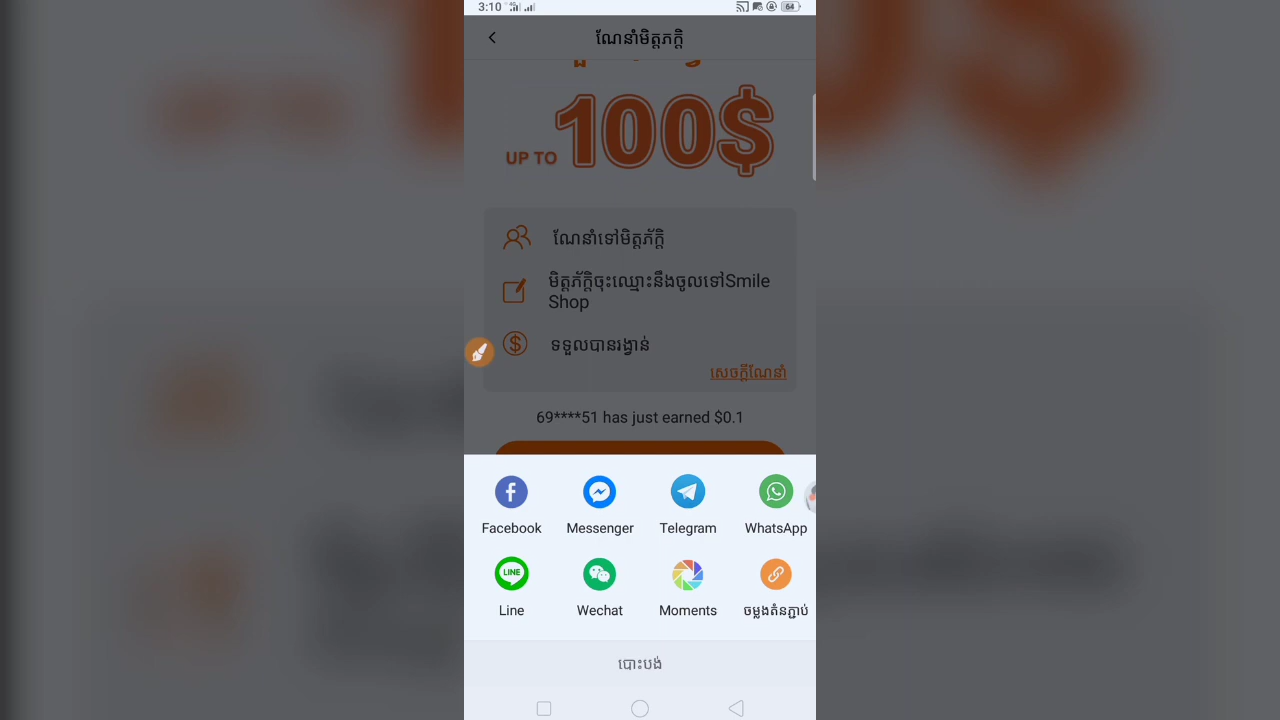 3:10
64
ណែនាំមិត្តភក្តិ
UP TO 100$
ណែនាំទៅមិត្តភ័ក្តិ
មិត្តភ័ក្តិចុះឈ្មោះនឹងចូលទៅSmile
Shop
ទទួលបានរង្វាន់
សេចក្តីណែនាំ
69****51 has just earned $0.1
Facebook Messenger Telegram WhatsApp
LINE
Line Wechat Moments ចម្លងតំនភ្ជាប់
បោះបង់